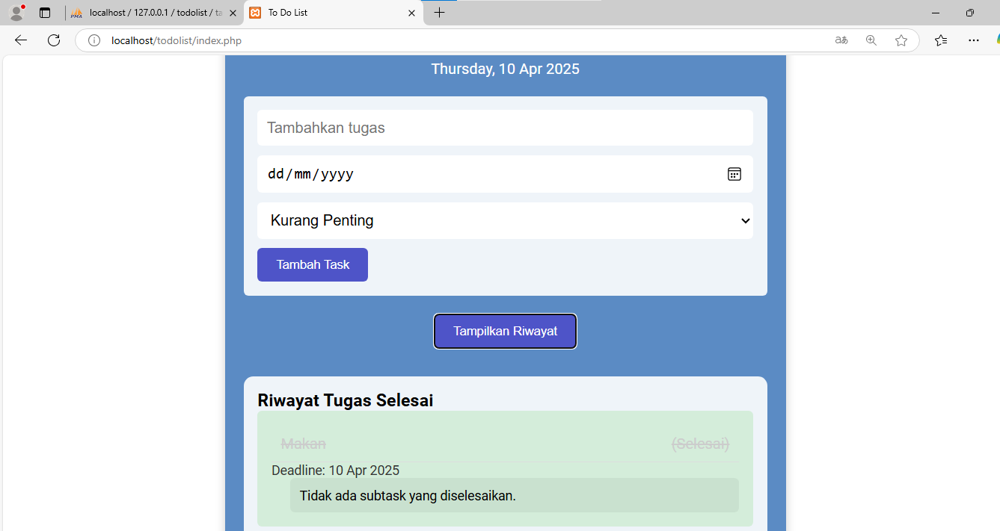 localhost / 127.0.0.1 / todolist / ta
To Do List
localhost/todolist/index.php
Thursday, 10 Apr 2025
Tambahkan tugas
dd/mm/yyyy
Kurang Penting
Tambah Task
Tampilkan Riwayat
Riwayat Tugas Selesai
Makan (Selesai)
Deadline: 10 Apr 2025
Tidak ada subtask yang diselesaikan.